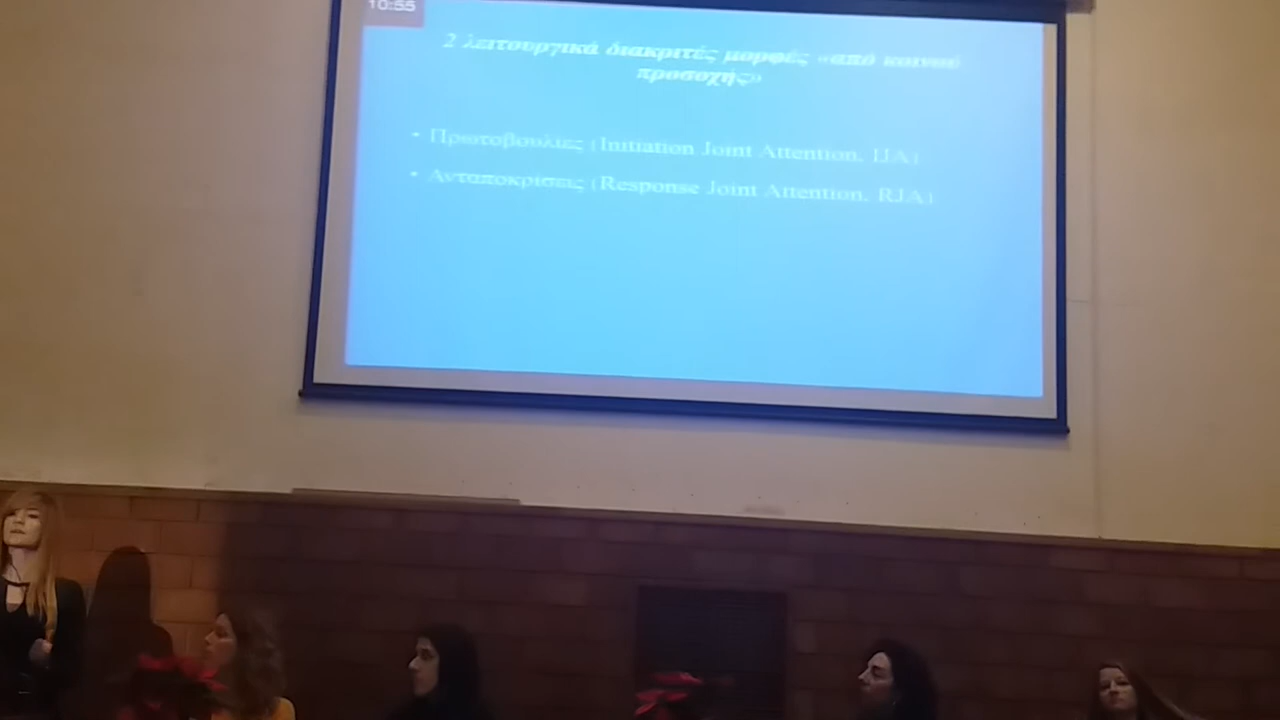 10:55
2 λειτουργικά διακριτές μορφές «από κοινού
προσοχής»
• Πρωτοβουλίες (Initiation Joint Attention, IJA)
• Ανταποκρίσεις (Response Joint Attention, RJA)